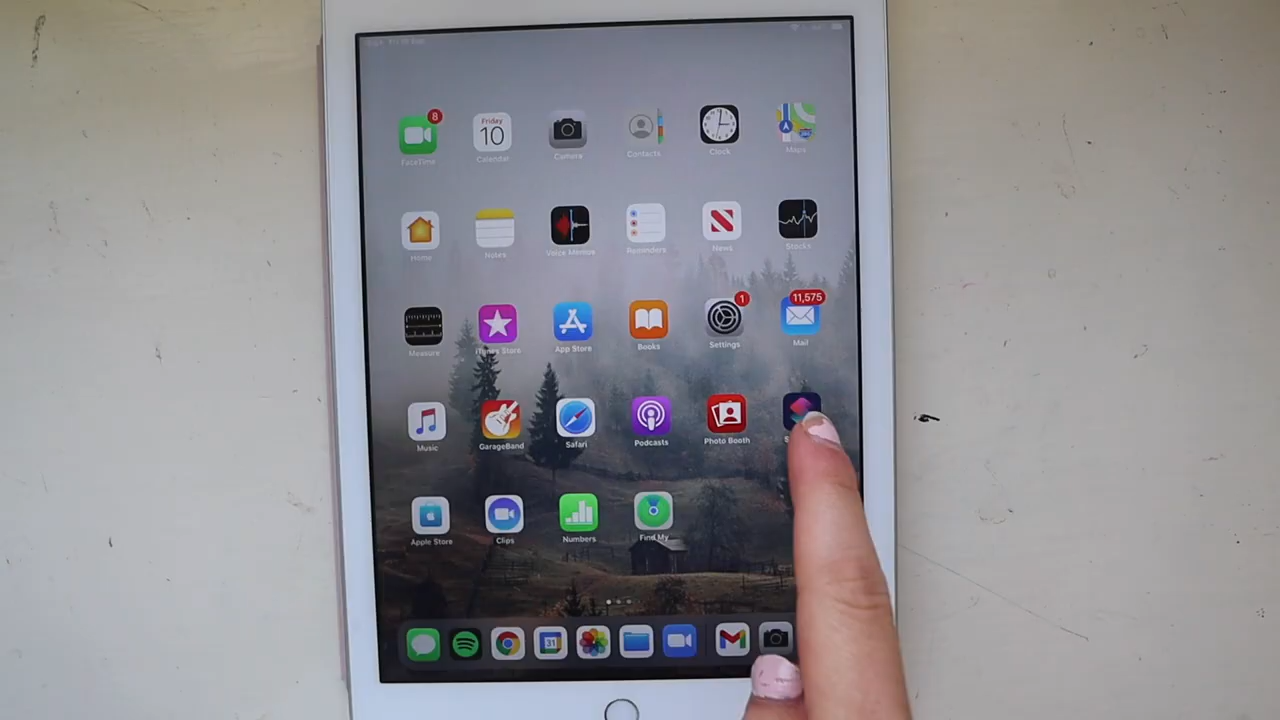 8
Friday
10
FaceTime
Calendar
Camera
Contacts
Clock
Maps
Home
Notes
Voice Memos
Reminders
News
Stocks
1
11,575
Measure
iTunes Store
App Store
Books
Settings
Mail
Music
GarageBand
Safari
Podcasts
Photo Booth
Apple Store
Clips
Numbers
Find My
31